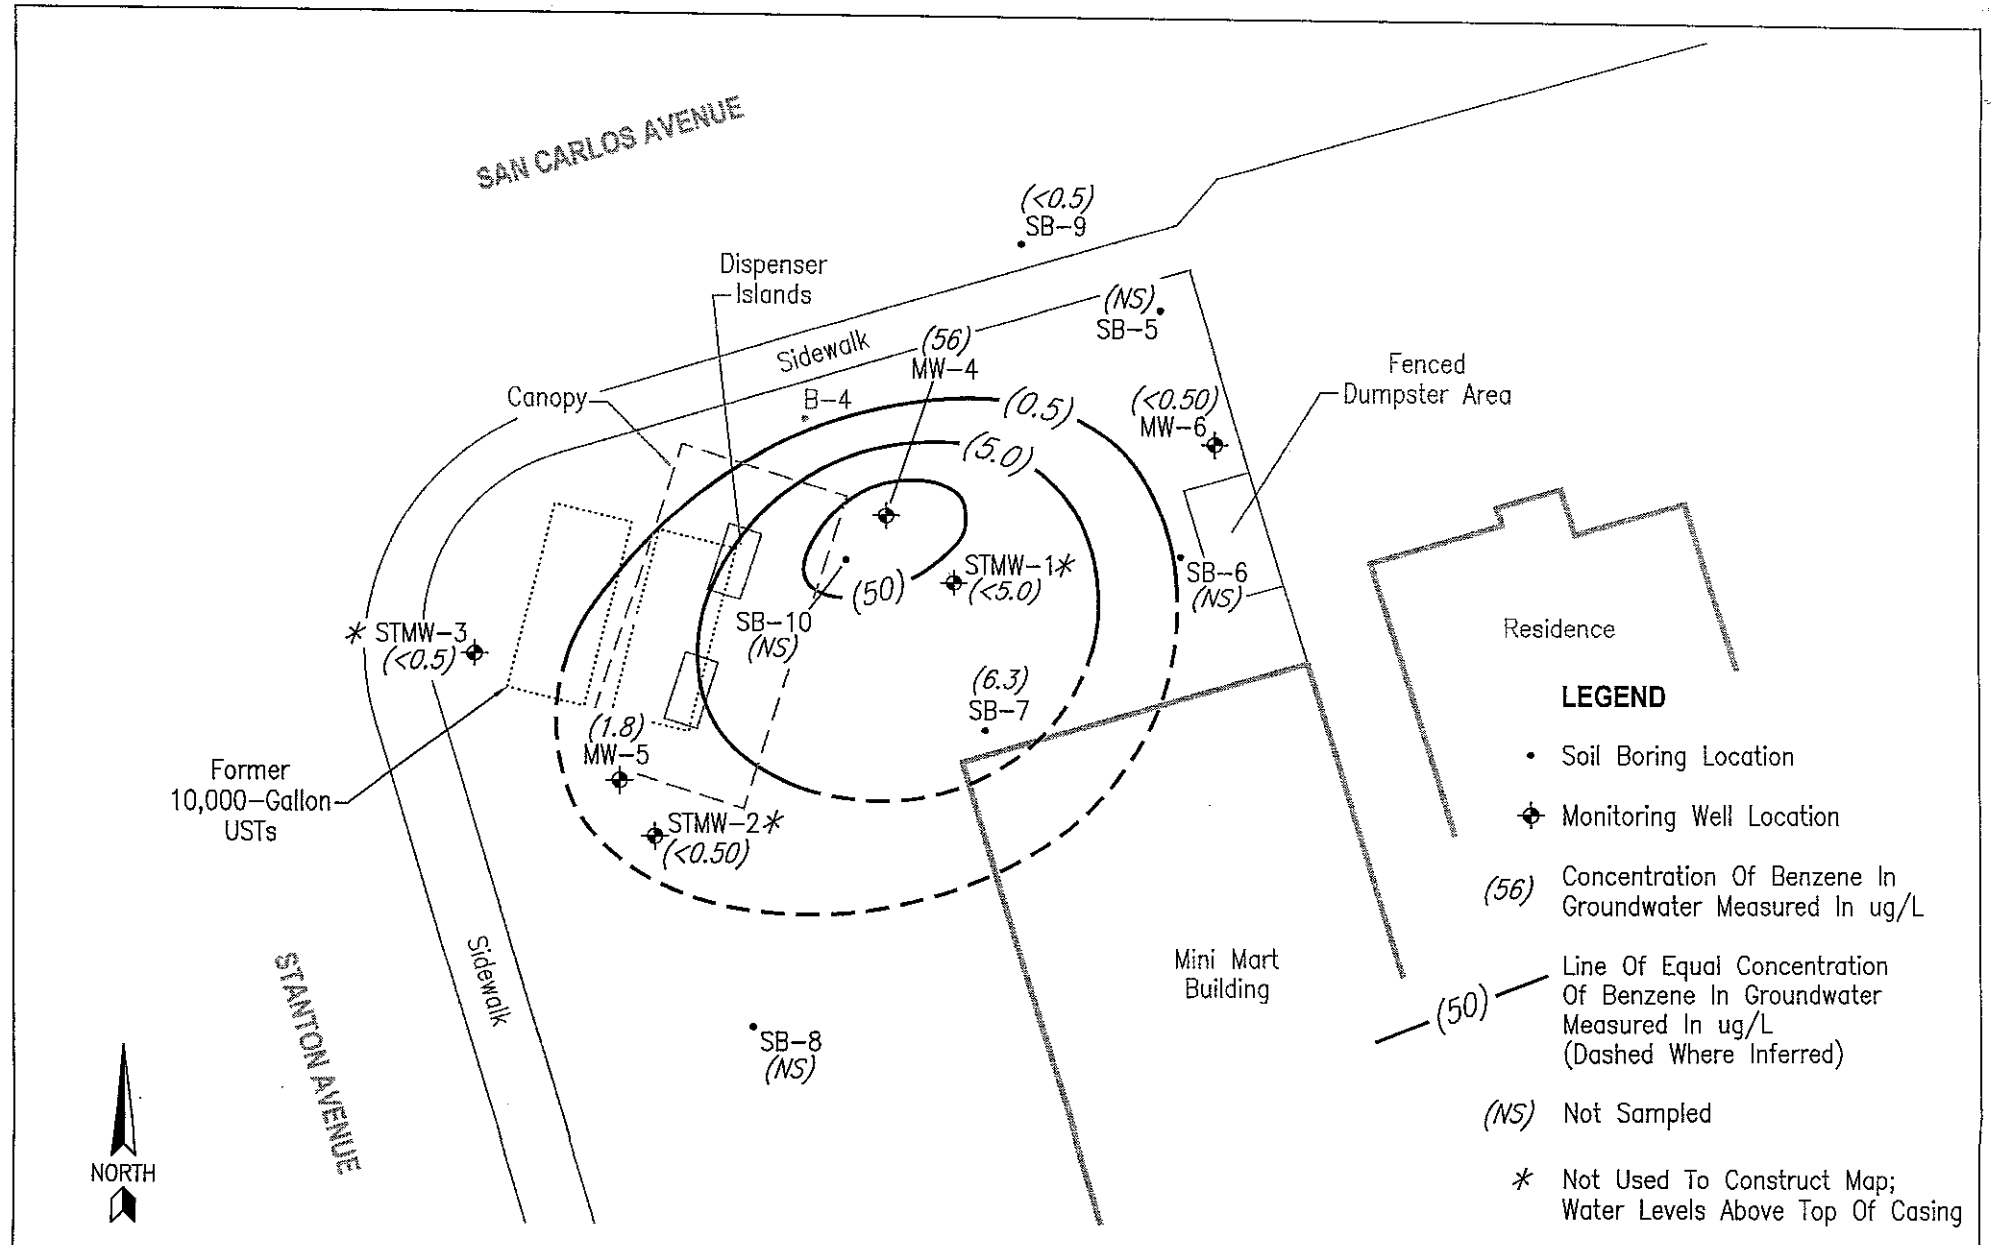 SAN CARLOS AVENUE
(<0.5)
SB-9
Dispenser
Islands
(NS)
SB-5
Sidewalk
(56)
MW-4
Fenced
Dumpster Area
Canopy
B-4
(0.5)
(<0.50)
MW-6
(5.0)
STMW-1*
(<5.0)
SB-6
(NS)
(50)
SB-10
(NS)
* STMW-3
(<0.5)
Residence
(6.3)
SB-7
(1.8)
MW-5
Former
10,000-Gallon
USTs
STMW-2*
(<0.50)
Mini Mart
Building
Sidewalk
STANTON AVENUE
SB-8
(NS)
NORTH
LEGEND
Soil Boring Location
Monitoring Well Location
(56) Concentration Of Benzene In
Groundwater Measured In ug/L
(50) Line Of Equal Concentration
Of Benzene In Groundwater
Measured In ug/L
(Dashed Where Inferred)
(NS) Not Sampled
* Not Used To Construct Map;
Water Levels Above Top Of Casing